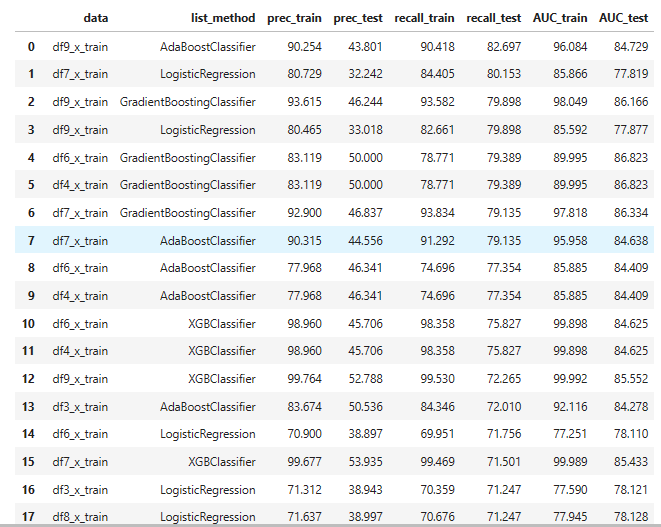 data list_method prec_train prec_test recall_train recall_test AUC_train AUC_test
0 df9_x_train AdaBoostClassifier 90.254 43.801 90.418 82.697 96.084 84.729
1 df7_x_train LogisticRegression 80.729 32.242 84.405 80.153 85.866 77.819
2 df9_x_train GradientBoostingClassifier 93.615 46.244 93.582 79.898 98.049 86.166
3 df9_x_train LogisticRegression 80.465 33.018 82.661 79.898 85.592 77.877
4 df6_x_train GradientBoostingClassifier 83.119 50.000 78.771 79.389 89.995 86.823
5 df4_x_train GradientBoostingClassifier 83.119 50.000 78.771 79.389 89.995 86.823
6 df7_x_train GradientBoostingClassifier 92.900 46.837 93.834 79.135 97.818 86.334
7 df7_x_train AdaBoostClassifier 90.315 44.556 91.292 79.135 95.958 84.638
8 df6_x_train AdaBoostClassifier 77.968 46.341 74.696 77.354 85.885 84.409
9 df4_x_train AdaBoostClassifier 77.968 46.341 74.696 77.354 85.885 84.409
10 df6_x_train XGBClassifier 98.960 45.706 98.358 75.827 99.898 84.625
11 df4_x_train XGBClassifier 98.960 45.706 98.358 75.827 99.898 84.625
12 df9_x_train XGBClassifier 99.764 52.788 99.530 72.265 99.992 85.552
13 df3_x_train AdaBoostClassifier 83.674 50.536 84.346 72.010 92.116 84.278
14 df6_x_train LogisticRegression 70.900 38.897 69.951 71.756 77.251 78.110
15 df7_x_train XGBClassifier 99.677 53.935 99.469 71.501 99.989 85.433
16 df3_x_train LogisticRegression 71.312 38.943 70.359 71.247 77.590 78.121
17 df8_x_train LogisticRegression 71.637 38.997 70.676 71.247 77.945 78.128